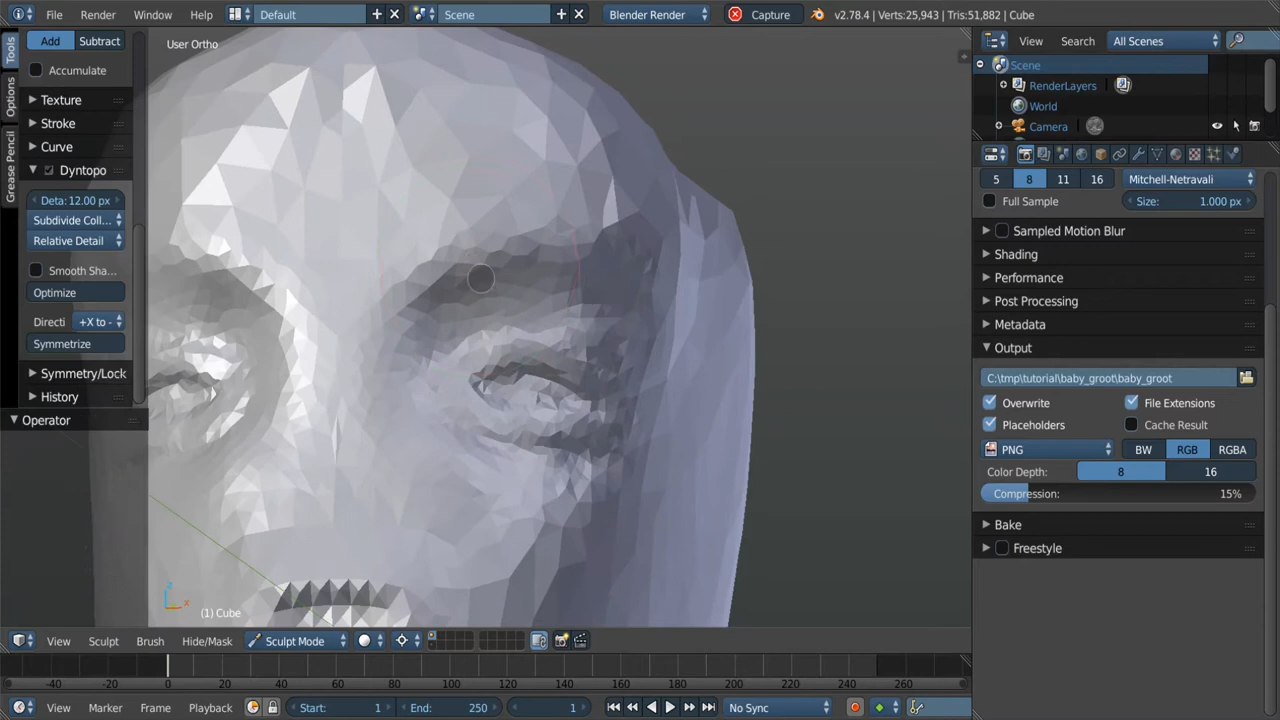 File Render Window Help Default Scene Blender Render Capture v2.78.4 | Verts:25,943 | Tris:51,882 | Cube
Tools
Options
Grease Pencil
Add Subtract
Accumulate
Texture
Stroke
Curve
Dyntopo
Deta: 12.00 px
Subdivide Coll...
Relative Detail
Smooth Sha...
Optimize
Directi +X to -
Symmetrize
Symmetry/Lock
History
Operator
User Ortho
z
x
(1) Cube
View Search All Scenes
Scene
RenderLayers
World
Camera
5 8 11 16 Mitchell-Netravali
Full Sample Size: 1.000 px
Sampled Motion Blur
Shading
Performance
Post Processing
Metadata
Output
C:\tmp\tutorial\baby_groot\baby_groot
Overwrite File Extensions
Placeholders Cache Result
PNG BW RGB RGBA
Color Depth: 8 16
Compression: 15%
Bake
Freestyle
View Sculpt Brush Hide/Mask Sculpt Mode
-40 -20 0 20 40 60 80 100 120 140 160 180 200 220 240 260
View Marker Frame Playback Start: 1 End: 250 1 No Sync